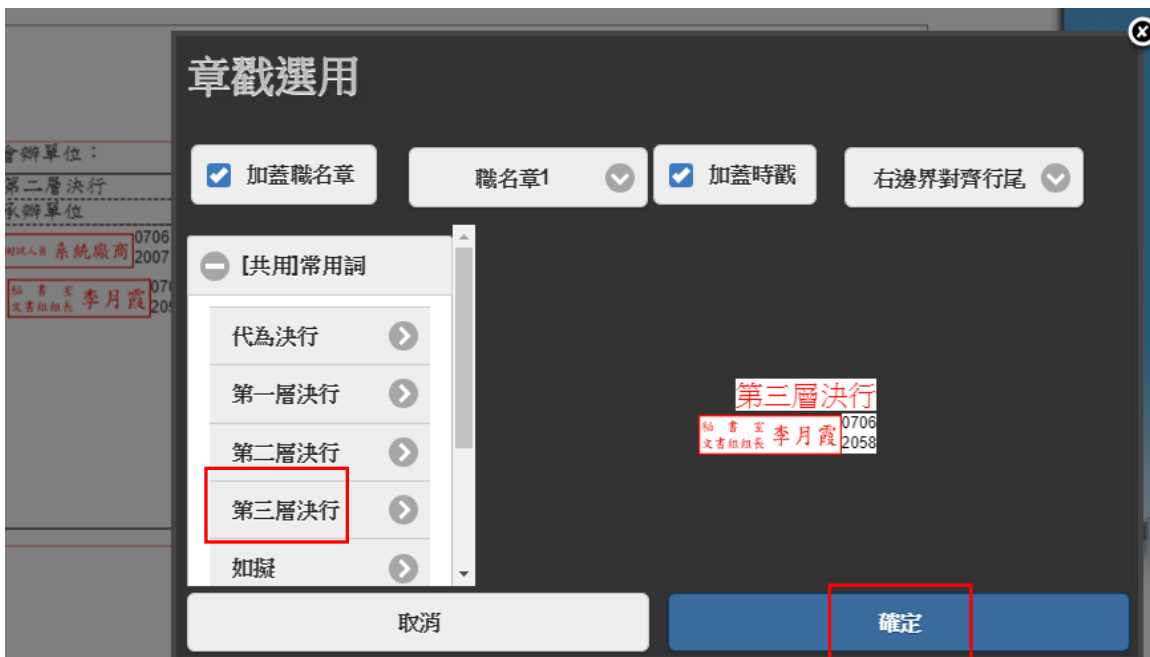 章戳選用
會辦單位：
第二層決行
承辦單位
測試人員 系統廠商 0706
2007
秘書室
文書組組長 李月霞
加蓋職名章 職名章1 加蓋時戳 右邊界對齊行尾
[共用]常用詞
代為決行
第一層決行
第二層決行
第三層決行
如擬
第三層決行
秘書室
文書組組長 李月霞 0706
2058
取消 確定